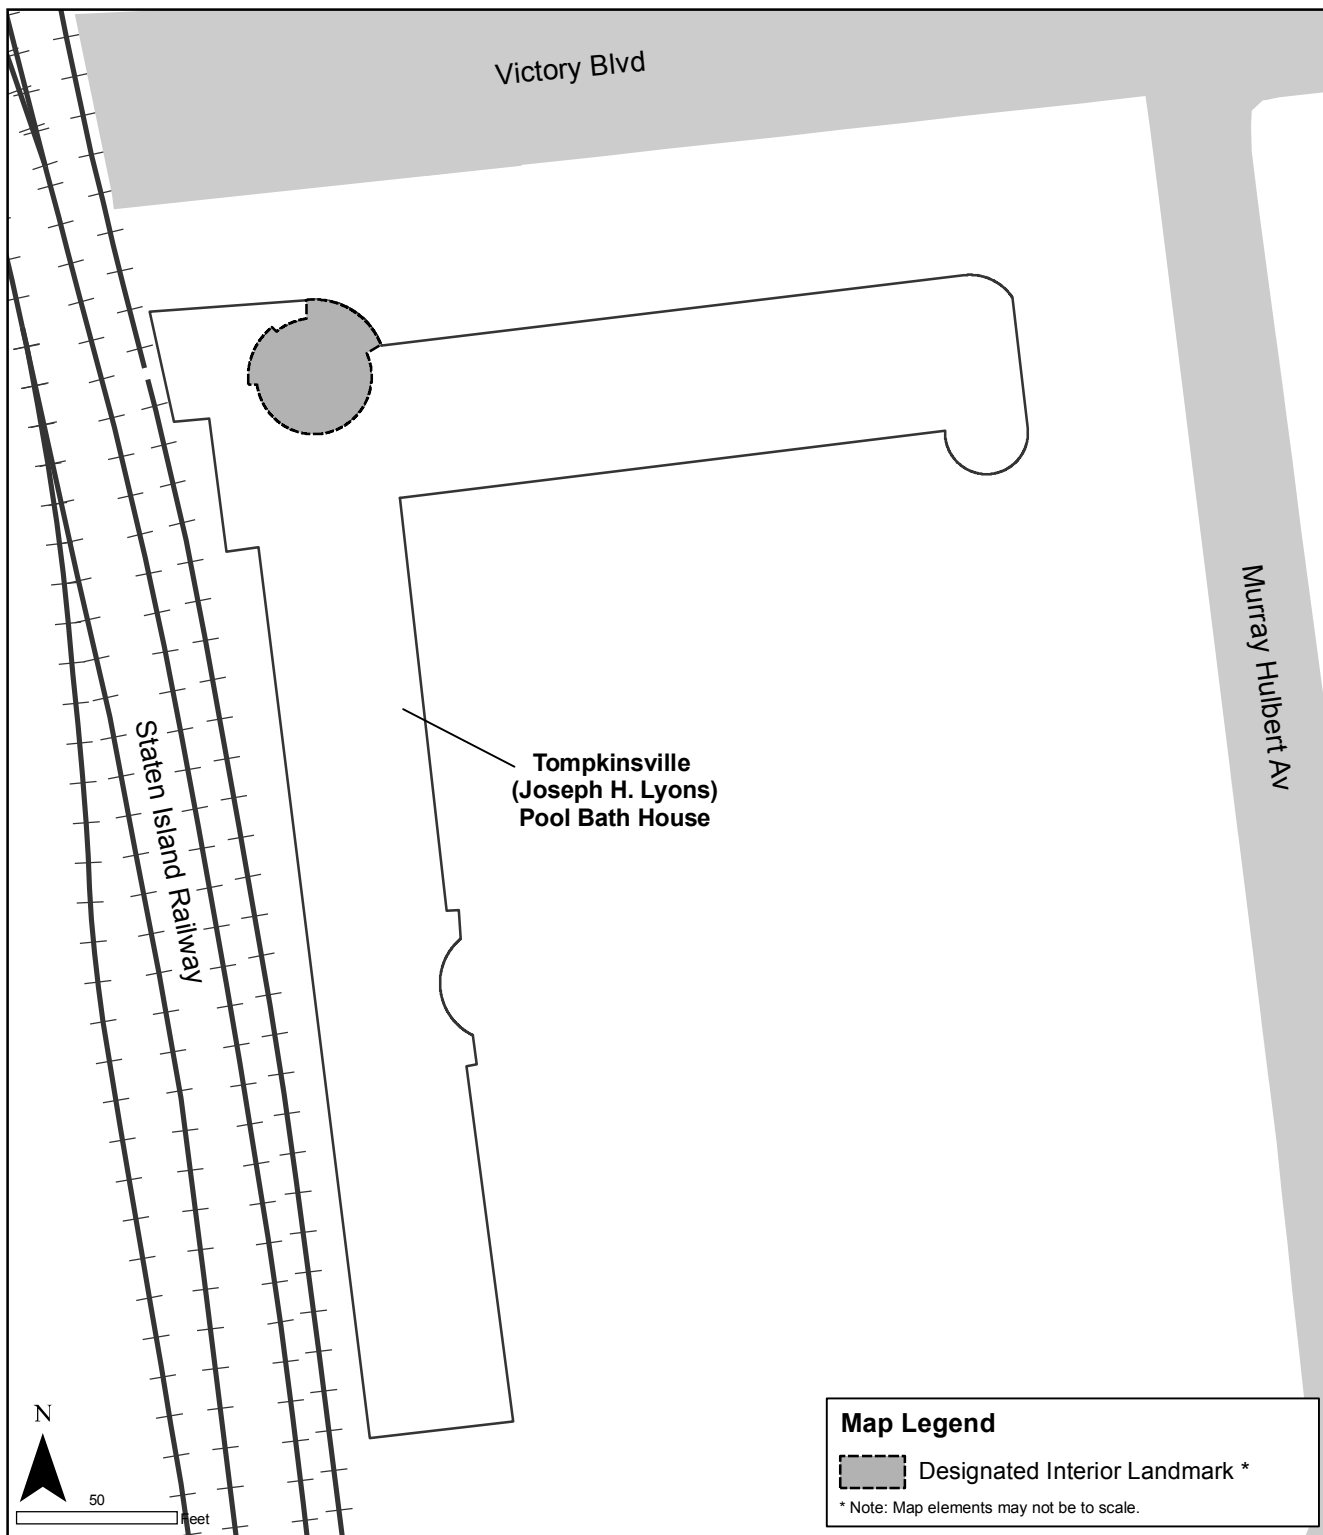 Victory Blvd
Murray Hulbert Av
Staten Island Railway
Tompkinsville
(Joseph H. Lyons)
Pool Bath House
N
50
Feet
Map Legend
Designated Interior Landmark *
* Note: Map elements may not be to scale.